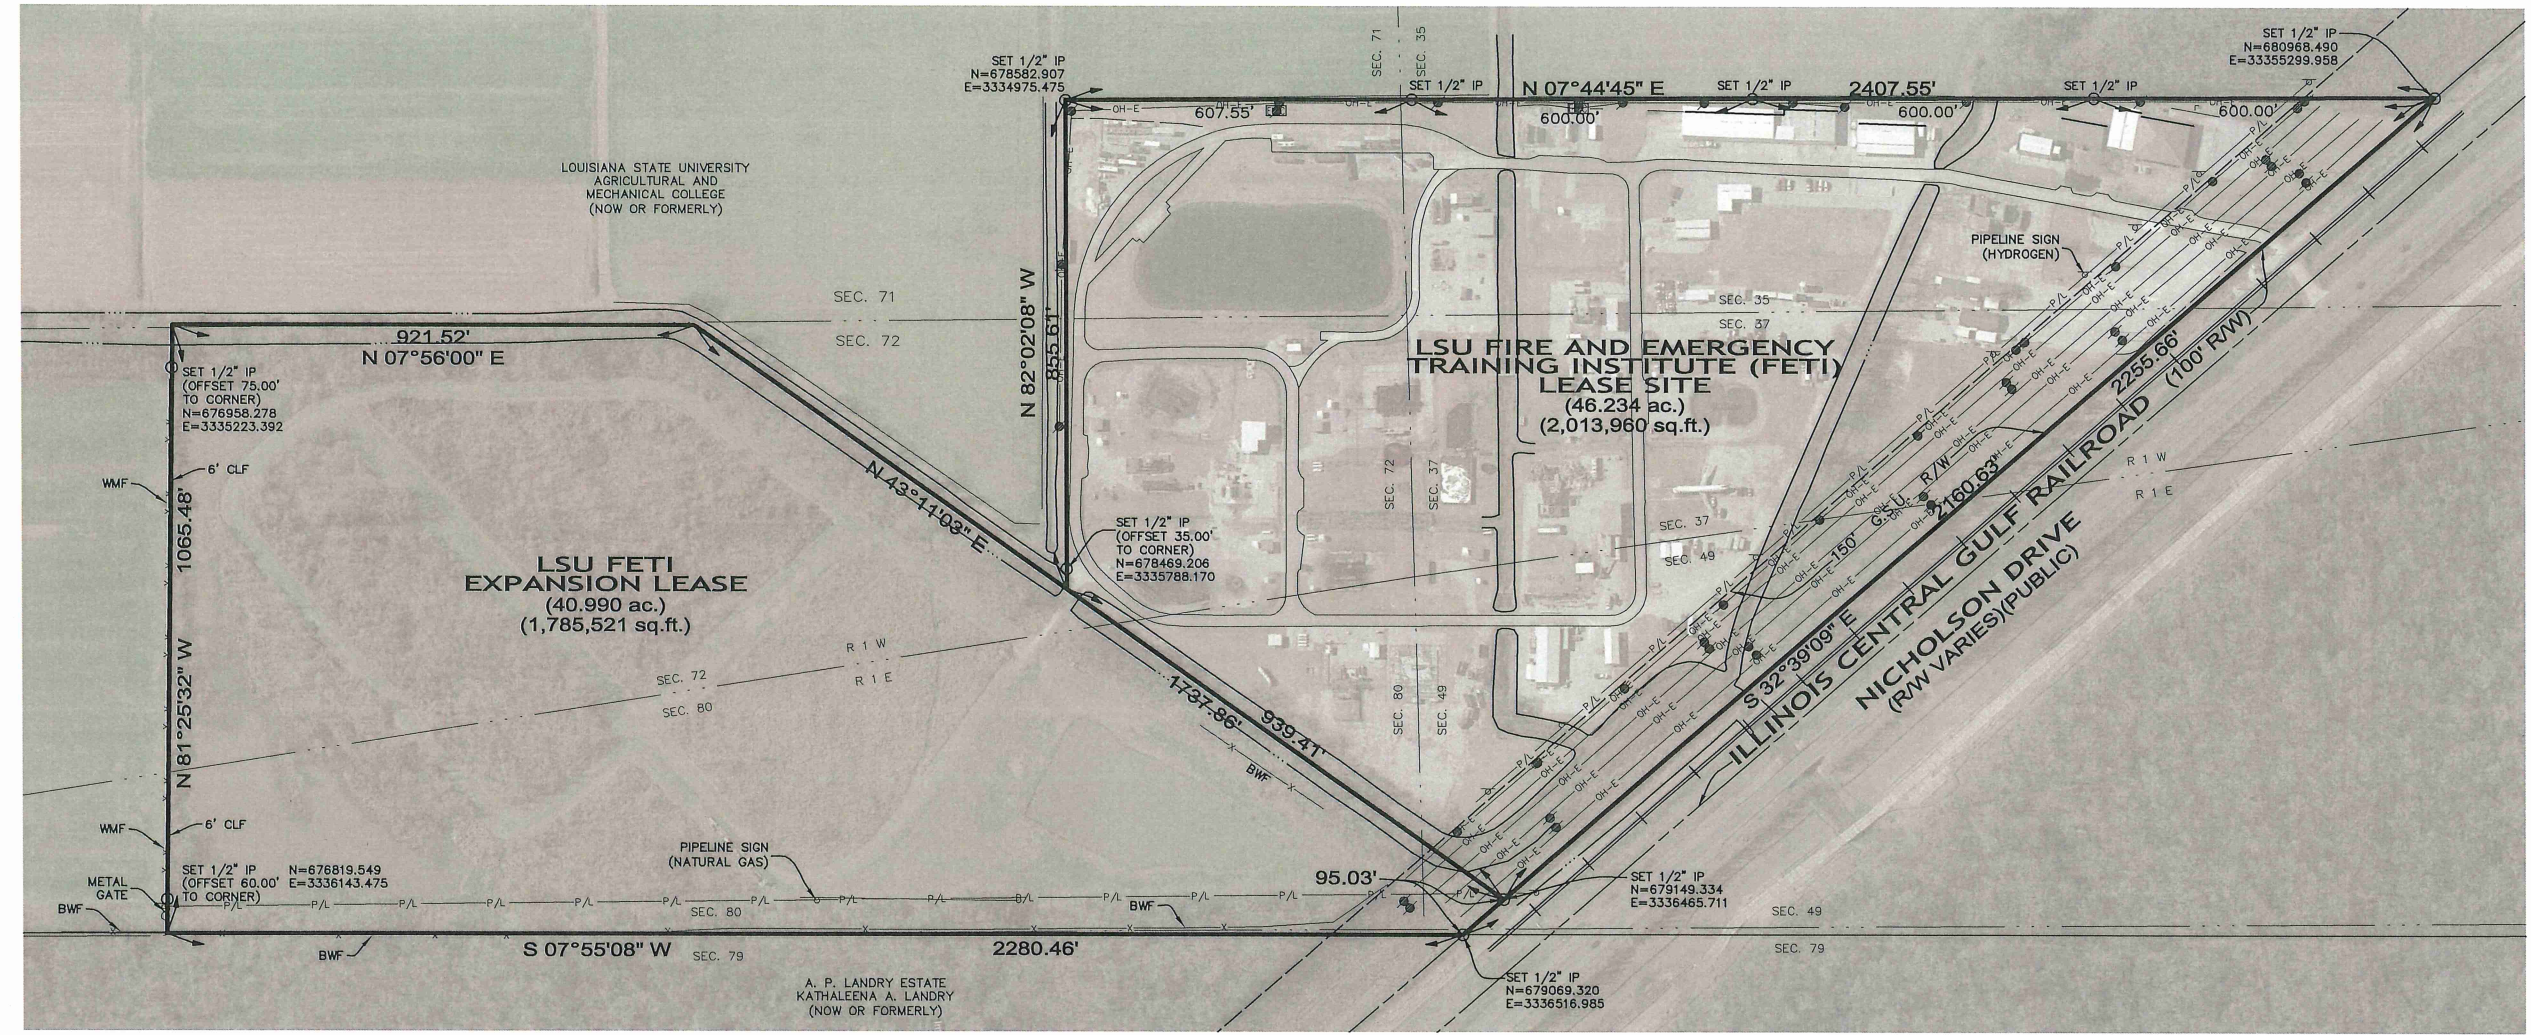 SET 1/2" IP
N=678582.907
E=3334975.475
SEC. 71
SEC. 35
SET 1/2" IP
N 07°44'45" E
SET 1/2" IP
2407.55'
SET 1/2" IP
SET 1/2" IP
N=680968.490
E=33355299.958
607.55'
600.00'
600.00'
600.00'
OH-E
OH-E
OH-E
OH-E
P/L
P/L
LOUISIANA STATE UNIVERSITY
AGRICULTURAL AND
MECHANICAL COLLEGE
(NOW OR FORMERLY)
PIPELINE SIGN
(HYDROGEN)
SEC. 71
SEC. 72
SEC. 35
SEC. 37
N 82°02'08" W
855.61'
921.52'
N 07°56'00" E
SET 1/2" IP
(OFFSET 75.00'
TO CORNER)
N=676958.278
E=3335223.392
LSU FIRE AND EMERGENCY
TRAINING INSTITUTE (FETI)
LEASE SITE
(46.234 ac.)
(2,013,960 sq.ft.)
2255.66'
(100' R/W)
6' CLF
WMF
1065.48'
N 81°25'32" W
N 43°11'03" E
SEC. 72
SEC. 37
R 1 W
R 1 E
G.S.U. R/W
2160.63'
150'
SEC. 37
SEC. 49
SET 1/2" IP
(OFFSET 35.00'
TO CORNER)
N=678469.206
E=3335788.170
LSU FETI
EXPANSION LEASE
(40.990 ac.)
(1,785,521 sq.ft.)
R 1 W
R 1 E
SEC. 72
SEC. 80
S 32°39'09" E
ILLINOIS CENTRAL GULF RAILROAD
NICHOLSON DRIVE
(R/W VARIES)(PUBLIC)
1737.86'
939.41'
BWF
SEC. 80
SEC. 49
WMF
6' CLF
PIPELINE SIGN
(NATURAL GAS)
METAL
GATE
SET 1/2" IP N=676819.549
(OFFSET 60.00' E=3336143.475
TO CORNER)
P/L P/L P/L P/L P/L P/L P/L P/L P/L P/L P/L P/L P/L
SEC. 80
BWF
95.03'
SET 1/2" IP
N=679149.334
E=3336465.711
BWF
BWF
S 07°55'08" W
SEC. 79
2280.46'
SEC. 49
SEC. 79
SET 1/2" IP
N=679069.320
E=3336516.985
A. P. LANDRY ESTATE
KATHALEENA A. LANDRY
(NOW OR FORMERLY)